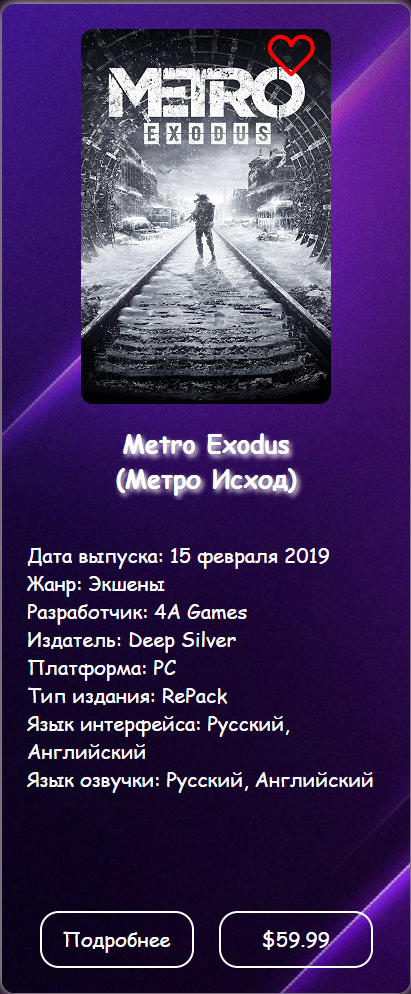 METRO
EXODUS
Metro Exodus
(Метро Исход)
Дата выпуска: 15 февраля 2019
Жанр: Экшены
Разработчик: 4A Games
Издатель: Deep Silver
Платформа: PC
Тип издания: RePack
Язык интерфейса: Русский,
Английский
Язык озвучки: Русский, Английский
Подробнее
$59.99